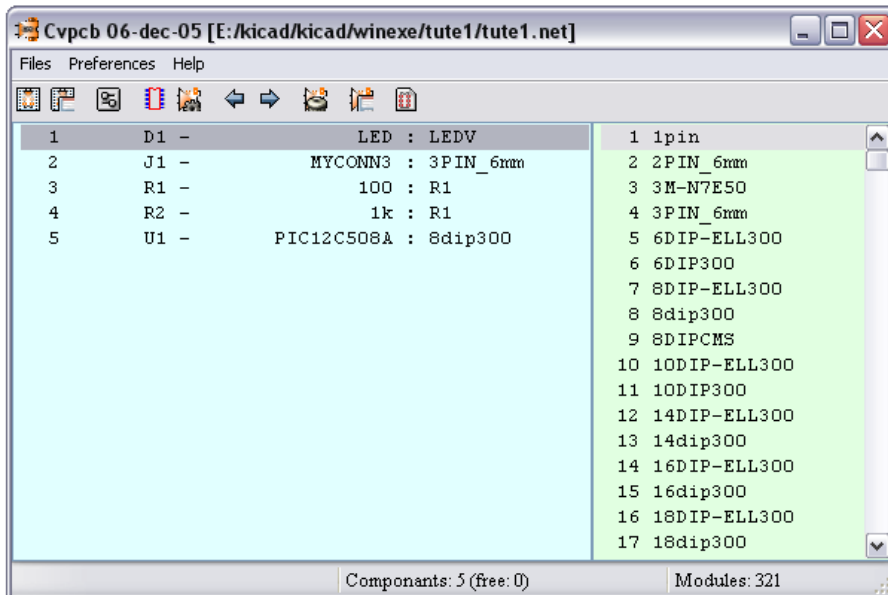 Cvpcb 06-dec-05 [E:/kicad/kicad/winexe/tute1/tute1.net]
Files Preferences Help
1 D1 - LED : LEDV
2 J1 - MYCONN3 : 3PIN_6mm
3 R1 - 100 : R1
4 R2 - 1k : R1
5 U1 - PIC12C508A : 8dip300
1 1pin
2 2PIN_6mm
3 3M-N7E50
4 3PIN_6mm
5 6DIP-ELL300
6 6DIP300
7 8DIP-ELL300
8 8dip300
9 8DIPCMS
10 10DIP-ELL300
11 10DIP300
12 14DIP-ELL300
13 14dip300
14 16DIP-ELL300
15 16dip300
16 18DIP-ELL300
17 18dip300
Componants: 5 (free: 0) Modules: 321